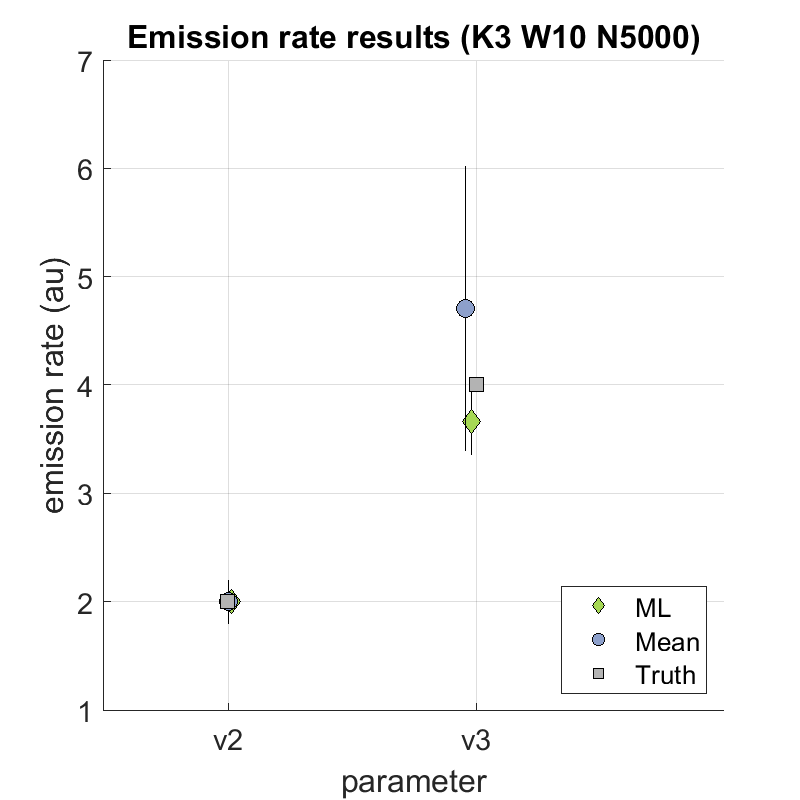 Emission rate results (K3 W10 N5000)
7
6
5
4
3
2
1
emission rate (au)
v2 v3
parameter
ML
Mean
Truth